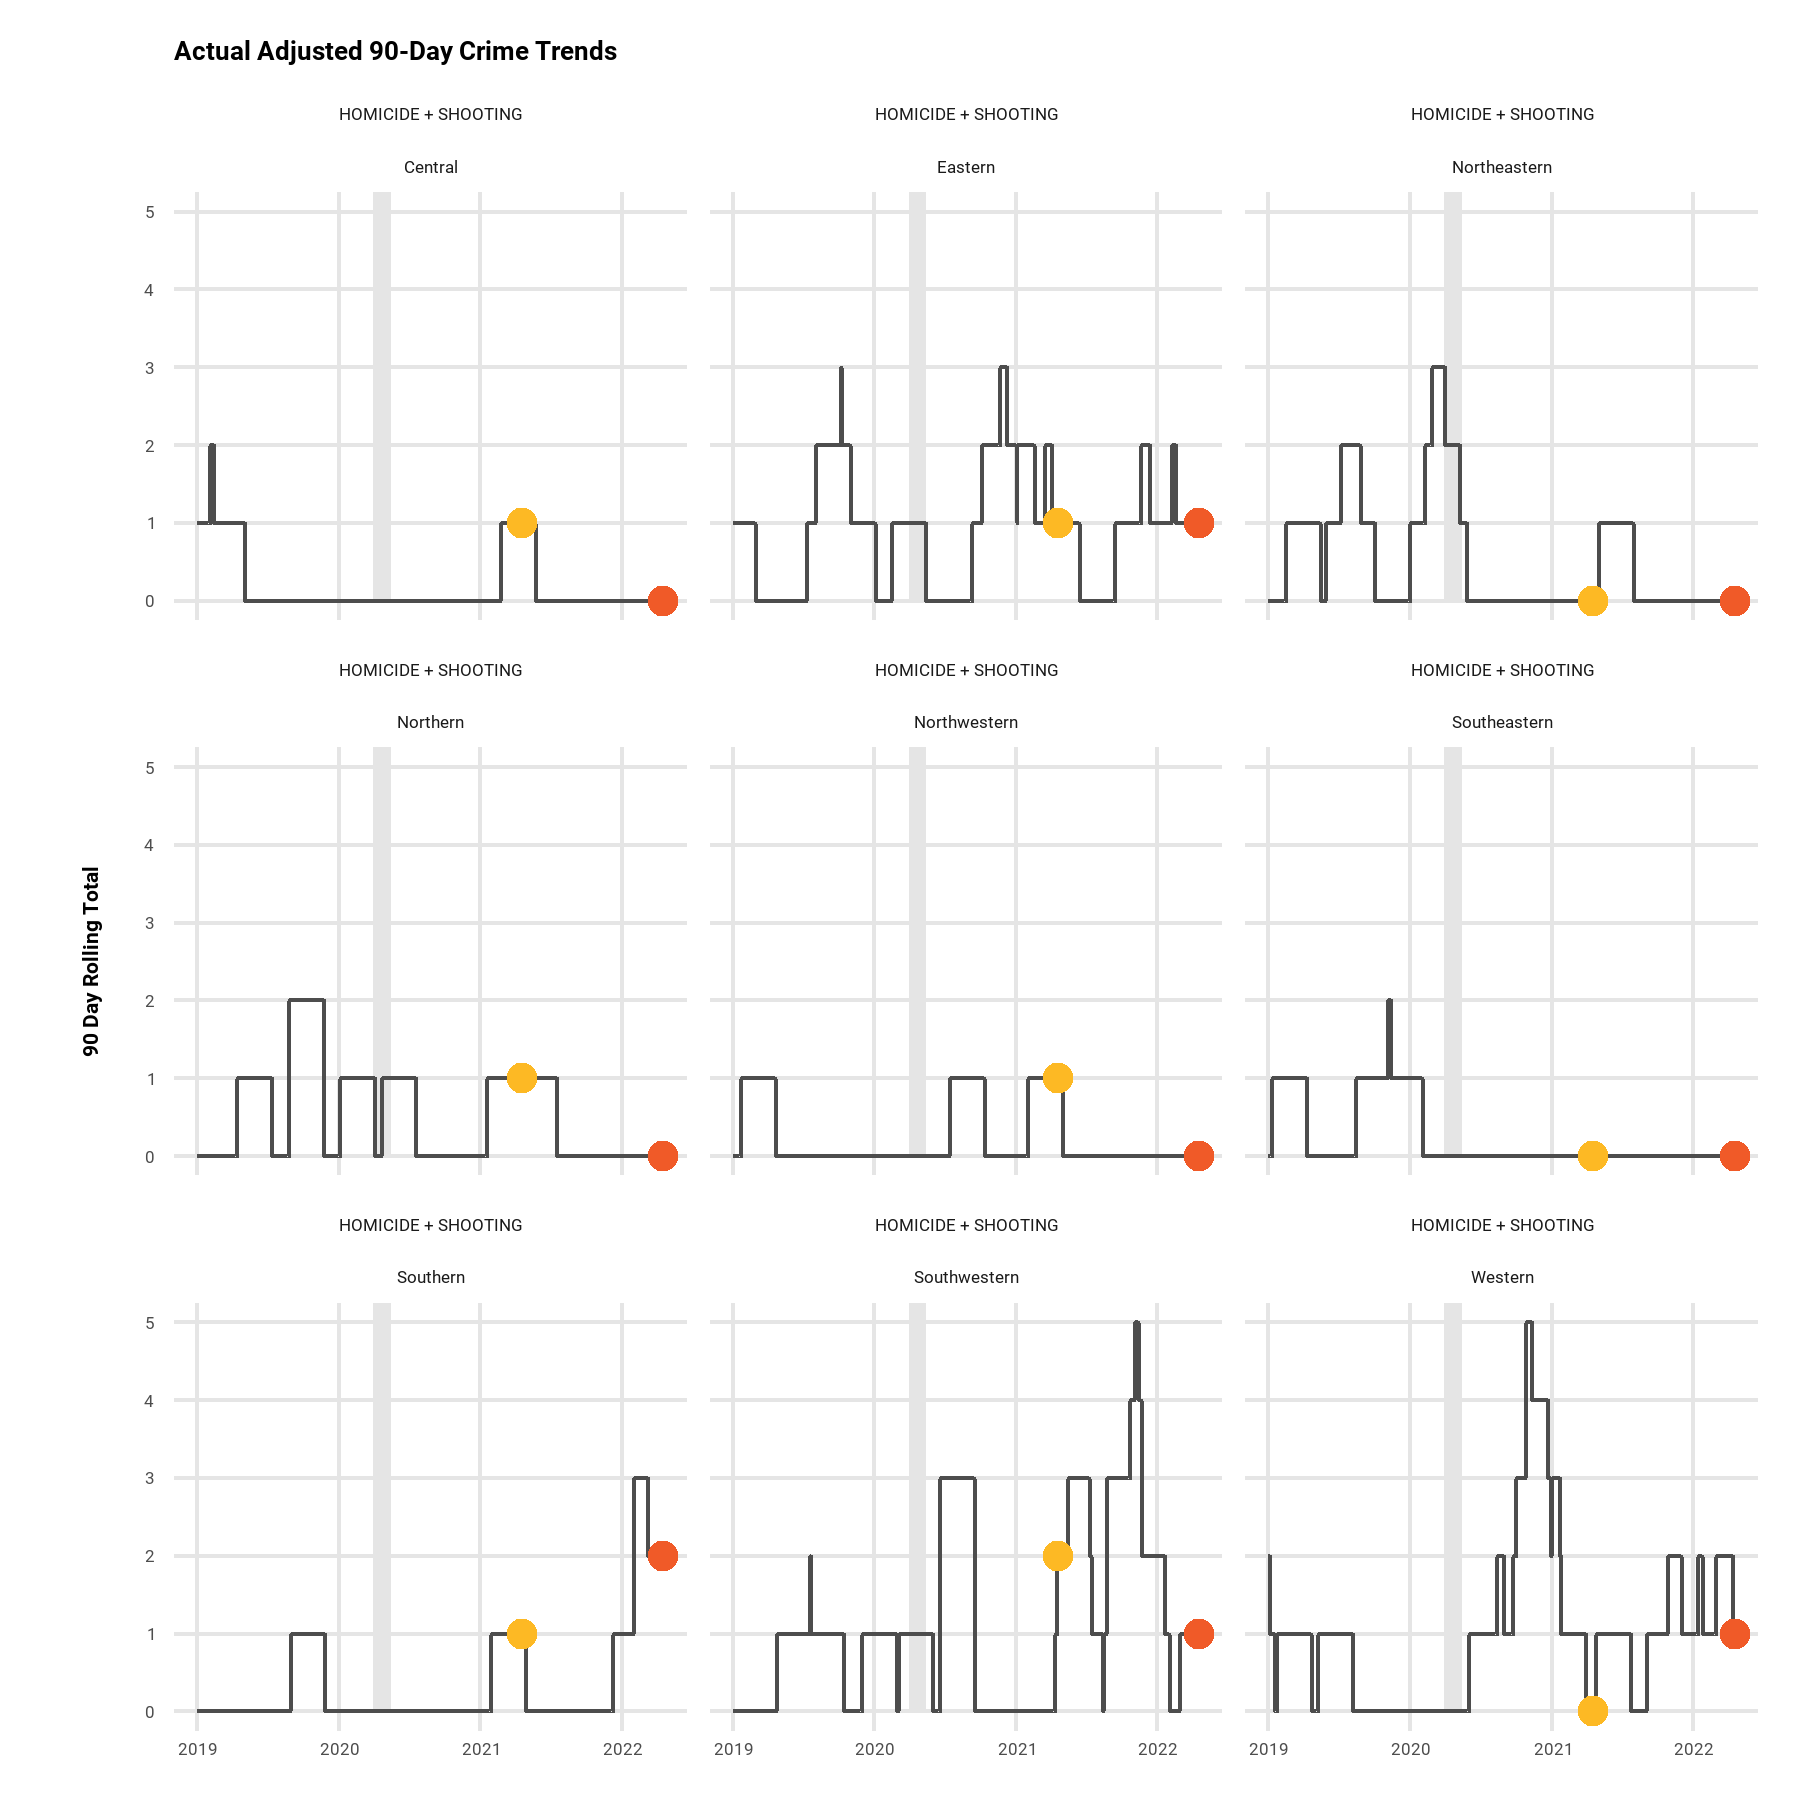 Actual Adjusted 90-Day Crime Trends
HOMICIDE + SHOOTING
HOMICIDE + SHOOTING
HOMICIDE + SHOOTING
Central
Eastern
Northeastern
5
4
3
2
1
0
HOMICIDE + SHOOTING
HOMICIDE + SHOOTING
HOMICIDE + SHOOTING
Northern
Northwestern
Southeastern
5
4
3
2
1
0
90 Day Rolling Total
HOMICIDE + SHOOTING
HOMICIDE + SHOOTING
HOMICIDE + SHOOTING
Southern
Southwestern
Western
5
4
3
2
1
0
2019 2020 2021 2022
2019 2020 2021 2022
2019 2020 2021 2022